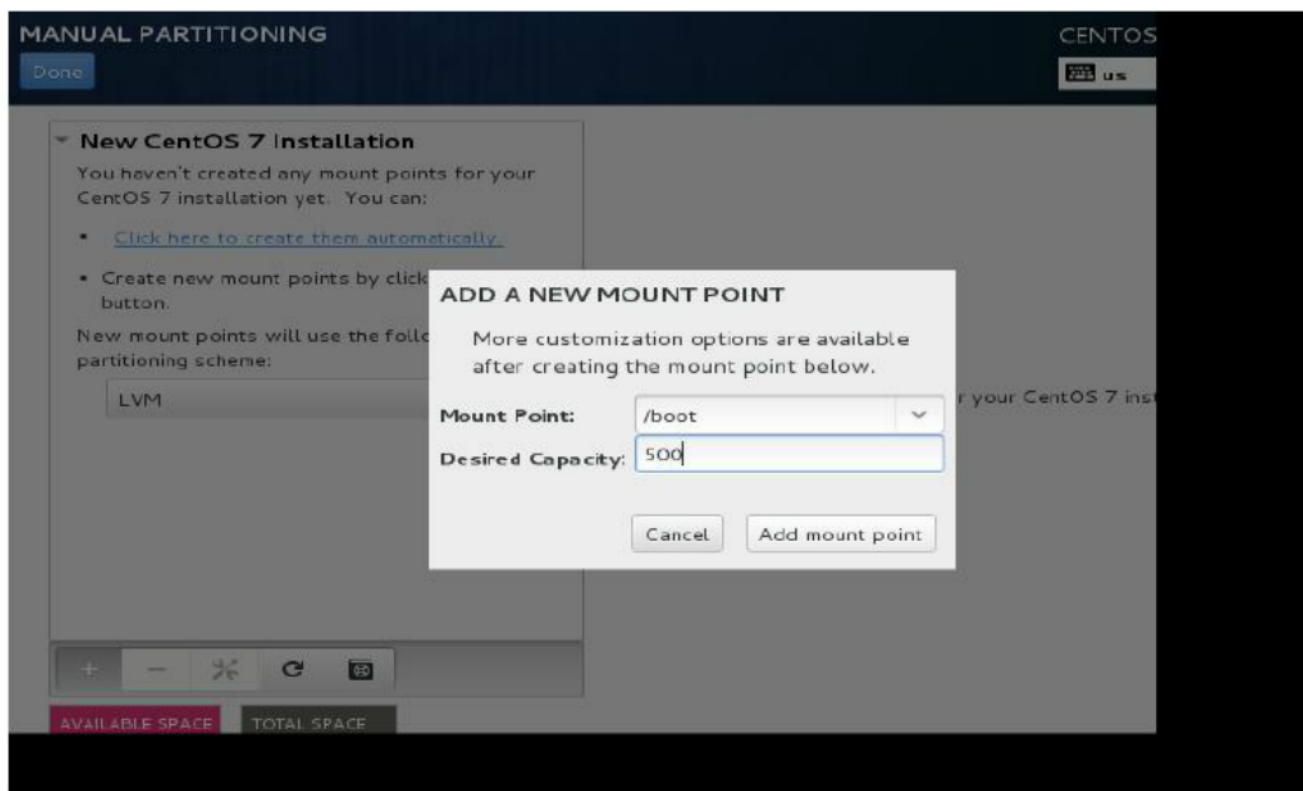 MANUAL PARTITIONING
CENTOS
Done
us
New CentOS 7 Installation
You haven't created any mount points for your
CentOS 7 installation yet. You can:
• Click here to create them automatically.
• Create new mount points by click
button.
New mount points will use the follo
partitioning scheme:
LVM
ADD A NEW MOUNT POINT
More customization options are available
after creating the mount point below.
Mount Point: /boot
Desired Capacity: 500
Cancel Add mount point
r your CentOS 7 inst
AVAILABLE SPACE TOTAL SPACE